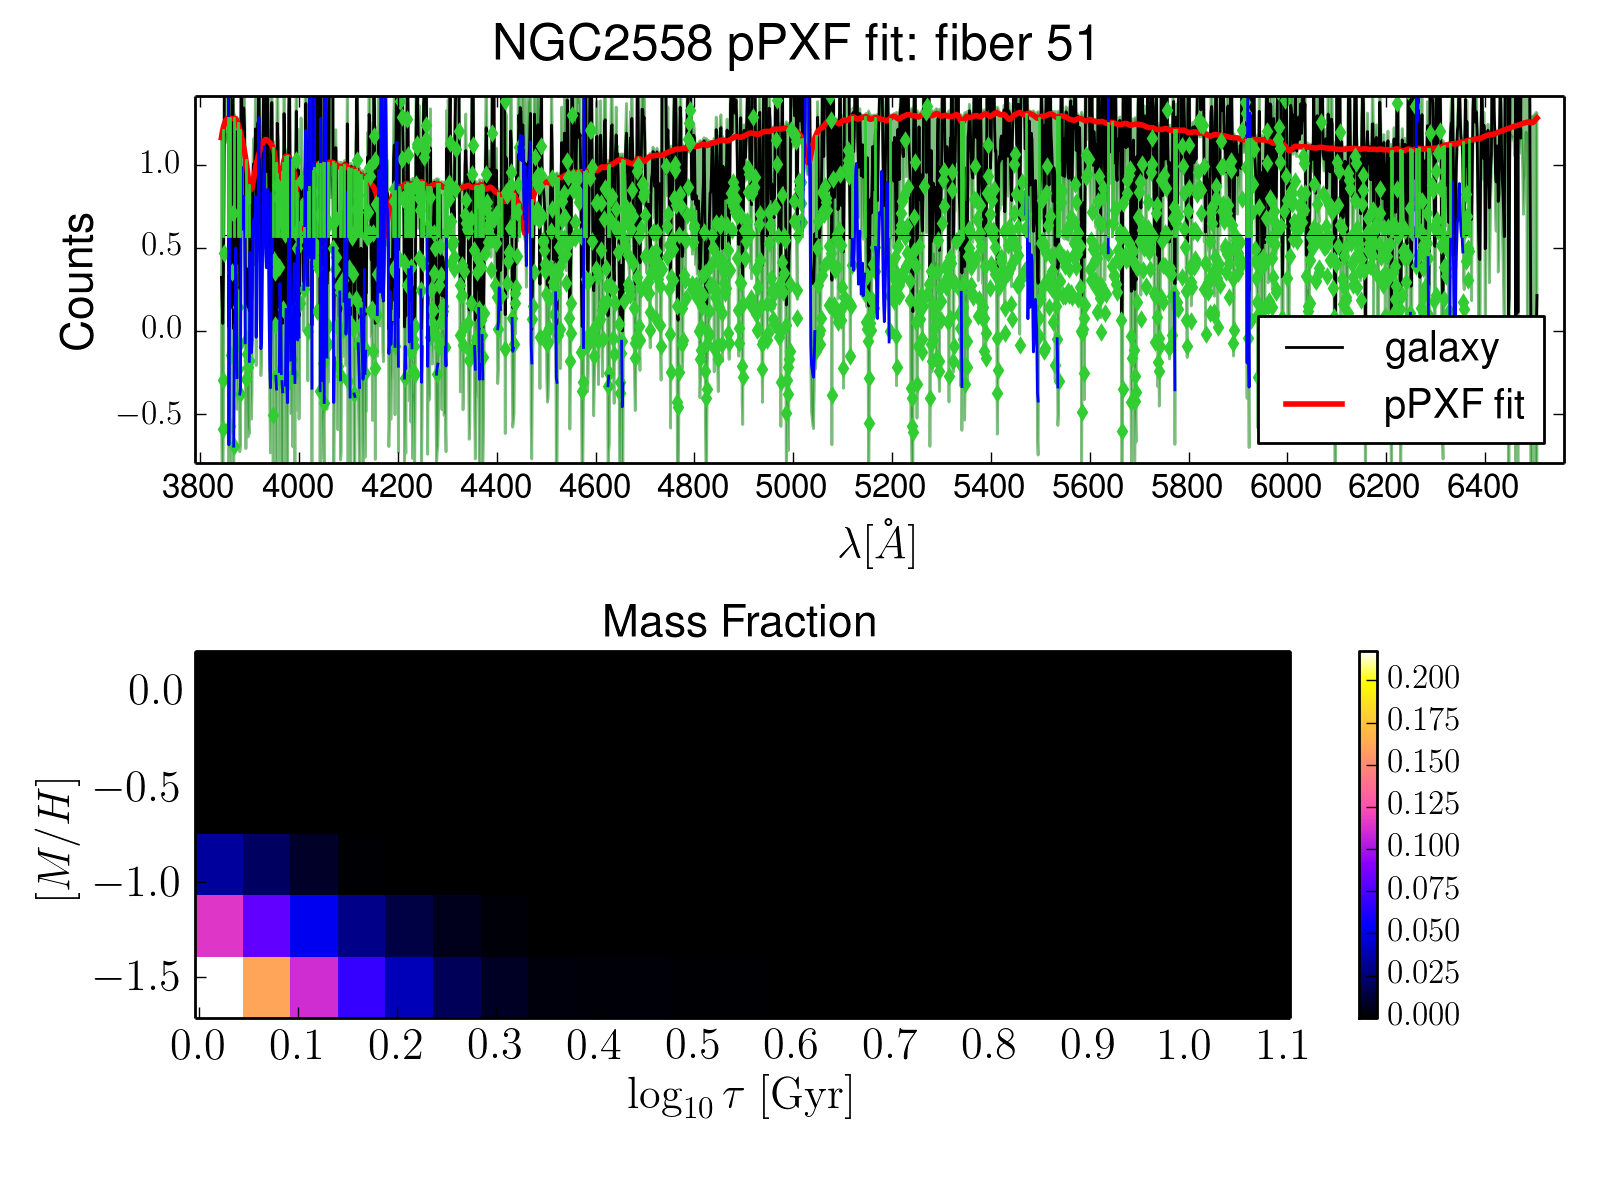 NGC2558 pPXF fit: fiber 51
Counts
1.0
0.5
0.0
−0.5
galaxy
pPXF fit
3800 4000 4200 4400 4600 4800 5000 5200 5400 5600 5800 6000 6200 6400
λ[Å]
Mass Fraction
[M/H]
0.0
−0.5
−1.0
−1.5
0.0 0.1 0.2 0.3 0.4 0.5 0.6 0.7 0.8 0.9 1.0 1.1
log₁₀ τ [Gyr]
0.200
0.175
0.150
0.125
0.100
0.075
0.050
0.025
0.000